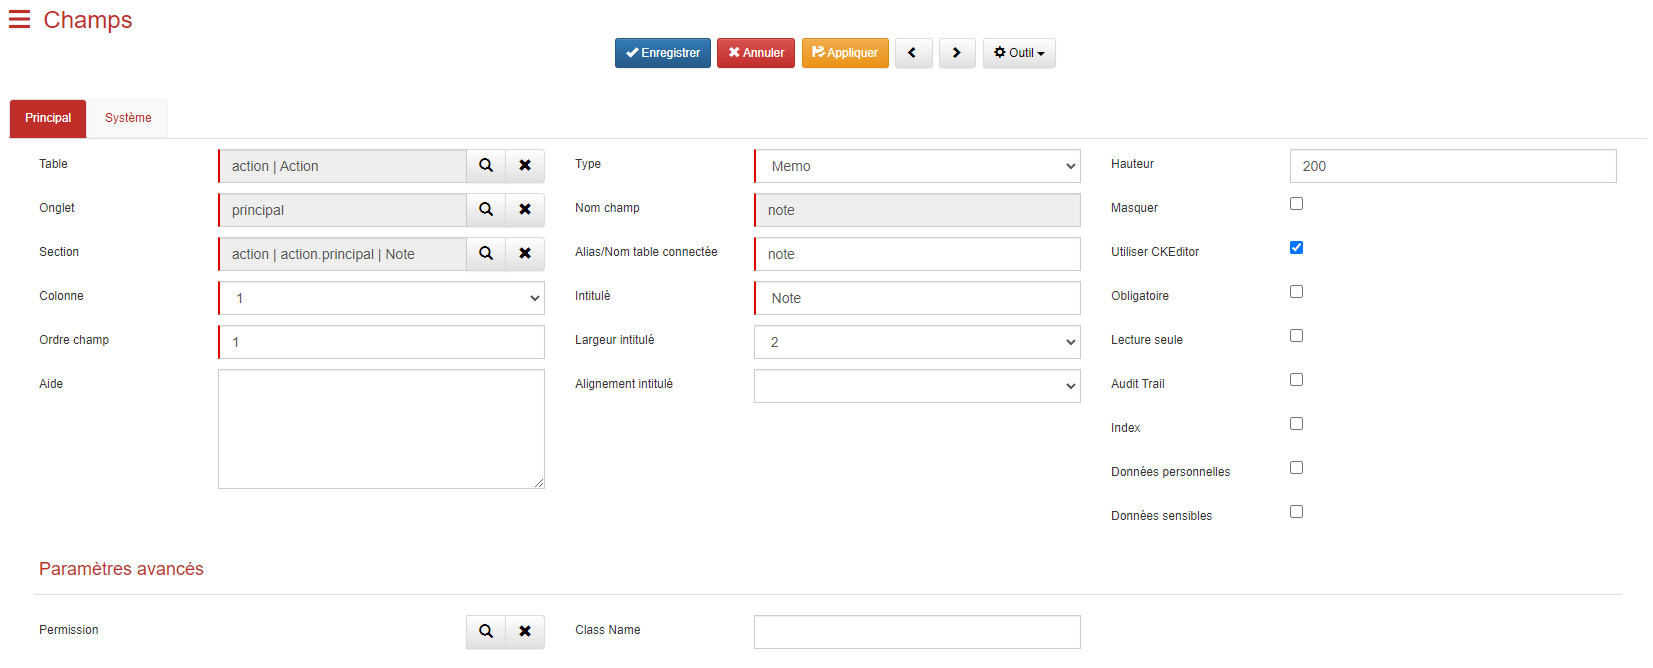 Champs
Enregistrer Annuler Appliquer Outil
Principal Système
Table action | Action Type Memo Hauteur 200
Onglet principal Nom champ note Masquer
Section action | action.principal | Note Alias/Nom table connectée note Utiliser CKEditor
Colonne 1 Intitulé Note Obligatoire
Ordre champ 1 Largeur intitulé 2 Lecture seule
Aide Alignement intitulé Audit Trail
Index
Données personnelles
Données sensibles
Paramètres avancés
Permission Class Name